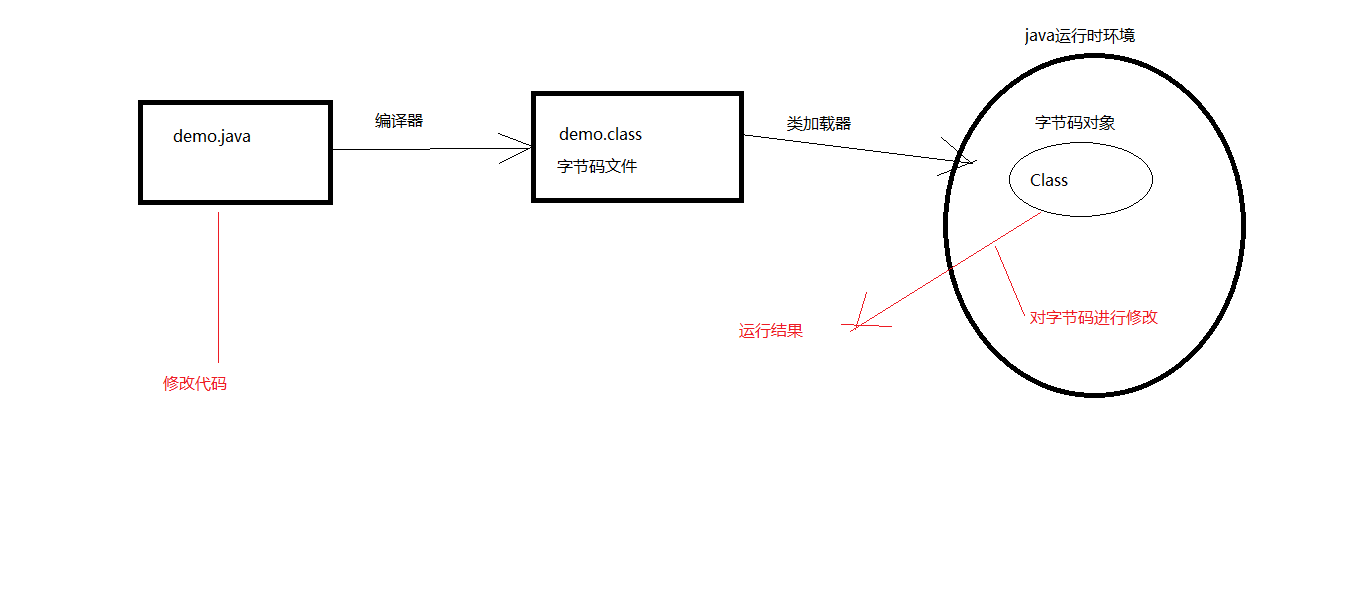 java运行时环境
demo.java
编译器
demo.class
字节码文件
类加载器
字节码对象
Class
对字节码进行修改
运行结果
修改代码